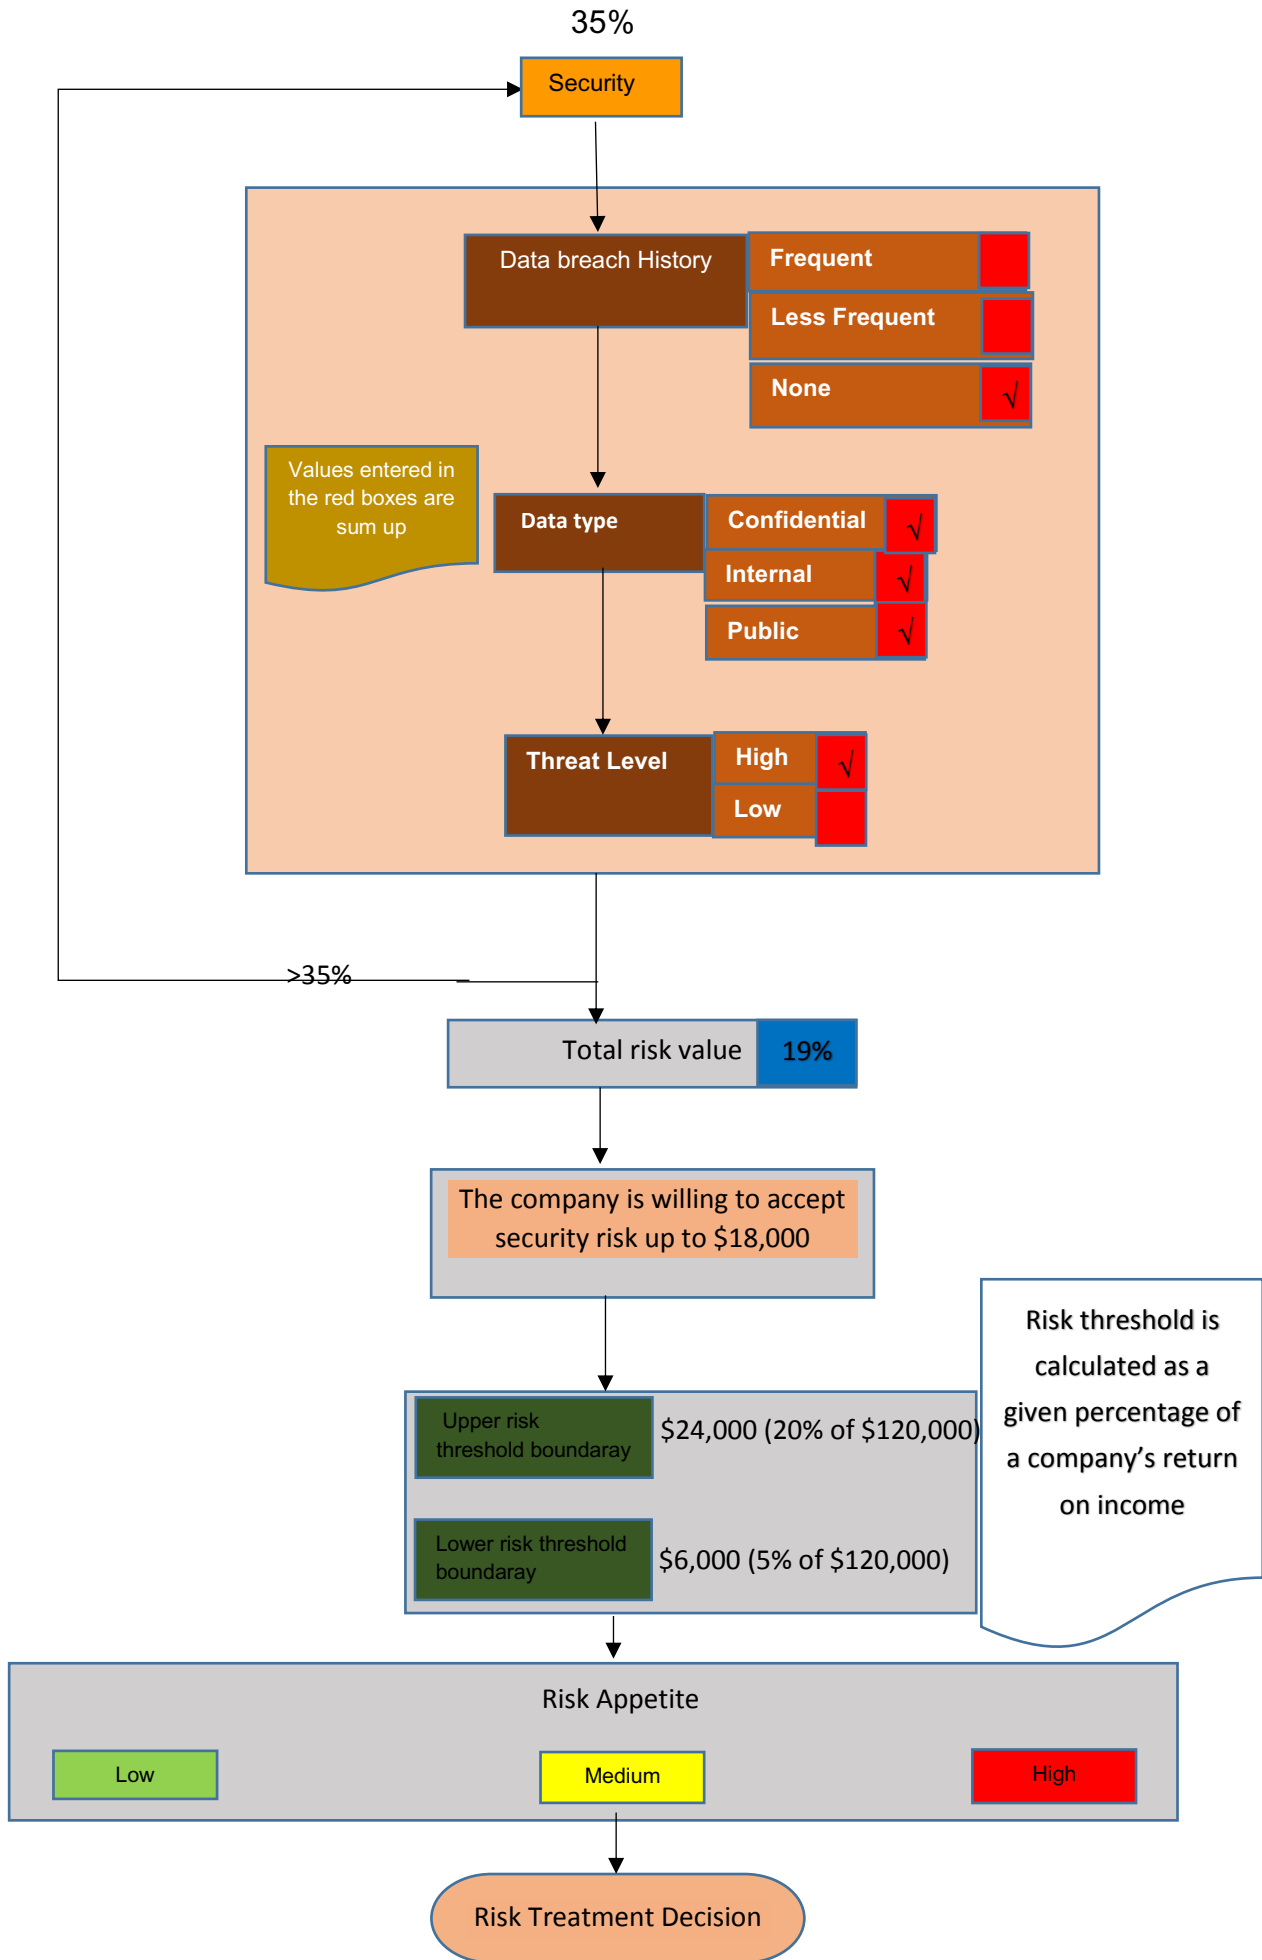 35%
Security
Data breach History
Frequent
Less Frequent
None √
Values entered in
the red boxes are
sum up
Data type
Confidential √
Internal √
Public √
Threat Level
High √
Low
>35%
Total risk value 19%
The company is willing to accept
security risk up to $18,000
Risk threshold is
calculated as a
given percentage of
a company’s return
on income
Upper risk
threshold boundaray
$24,000 (20% of $120,000)
Lower risk threshold
boundaray
$6,000 (5% of $120,000)
Risk Appetite
Low
Medium
High
Risk Treatment Decision